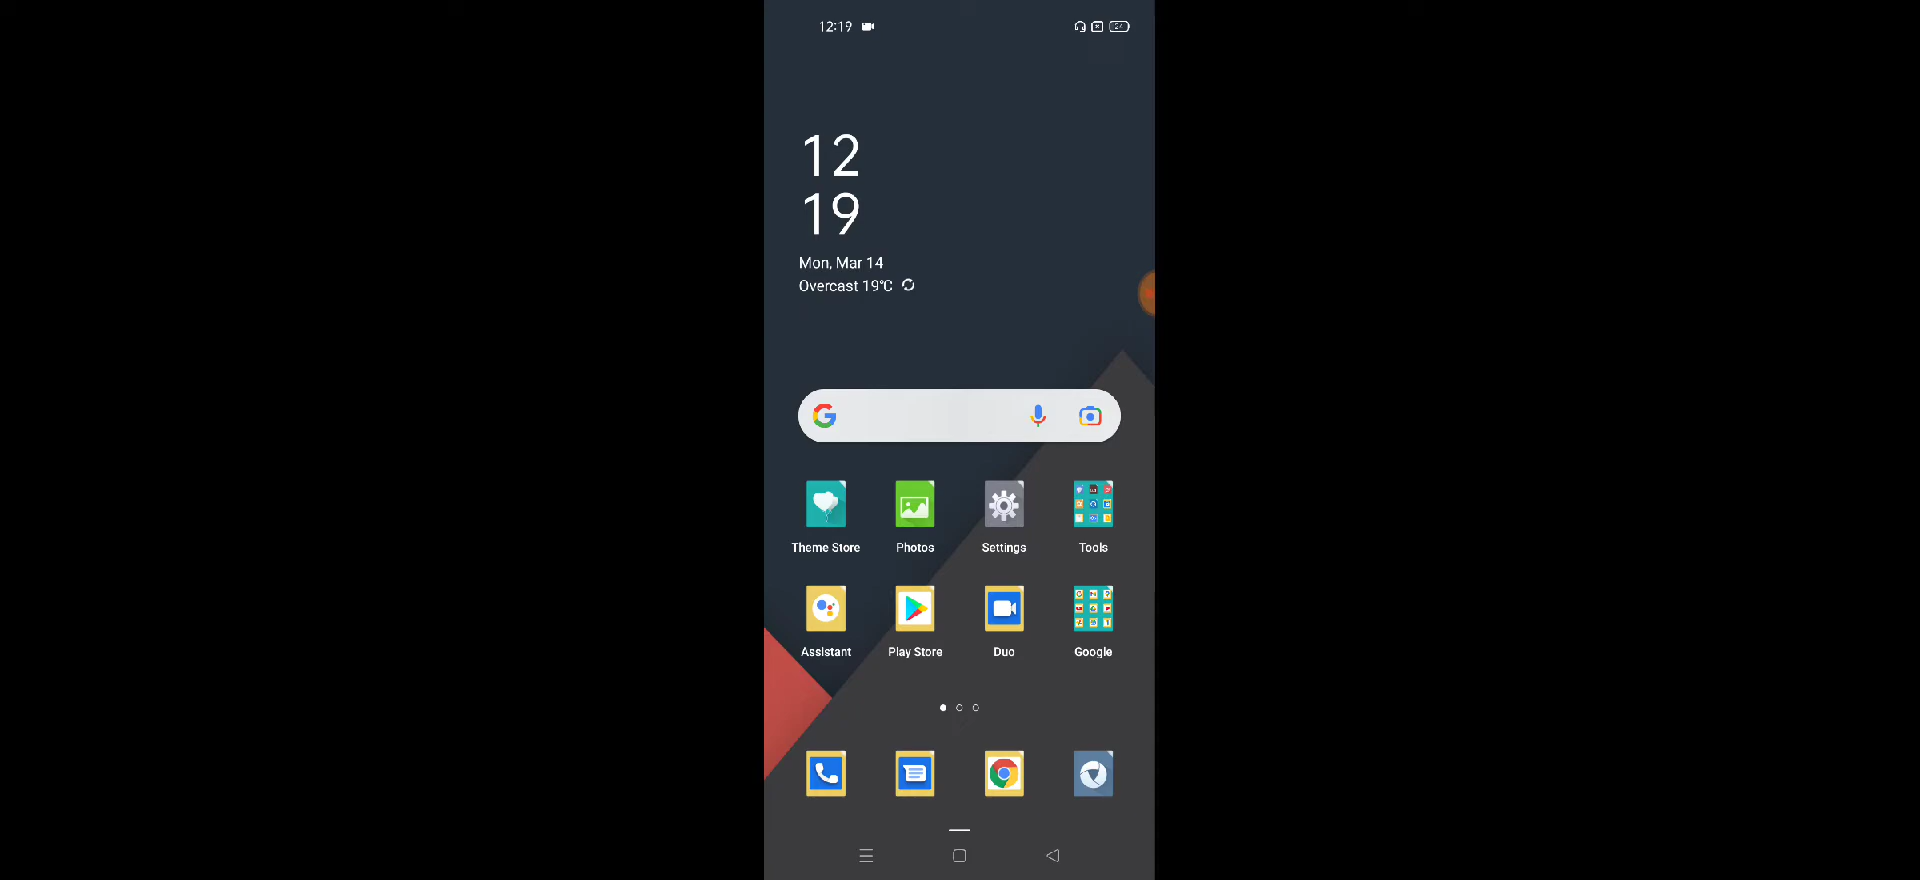 12:19
12
19
Mon, Mar 14
Overcast 19°C
Theme Store
Photos
Settings
Tools
Assistant
Play Store
Duo
Google